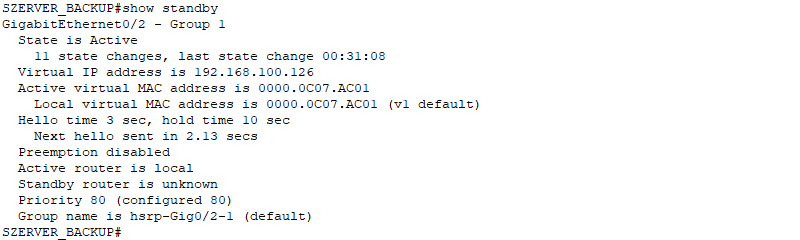 SZERVER_BACKUP#show standby
GigabitEthernet0/2 - Group 1
State is Active
11 state changes, last state change 00:31:08
Virtual IP address is 192.168.100.126
Active virtual MAC address is 0000.0C07.AC01
Local virtual MAC address is 0000.0C07.AC01 (v1 default)
Hello time 3 sec, hold time 10 sec
Next hello sent in 2.13 secs
Preemption disabled
Active router is local
Standby router is unknown
Priority 80 (configured 80)
Group name is hsrp-Gig0/2-1 (default)
SZERVER_BACKUP#